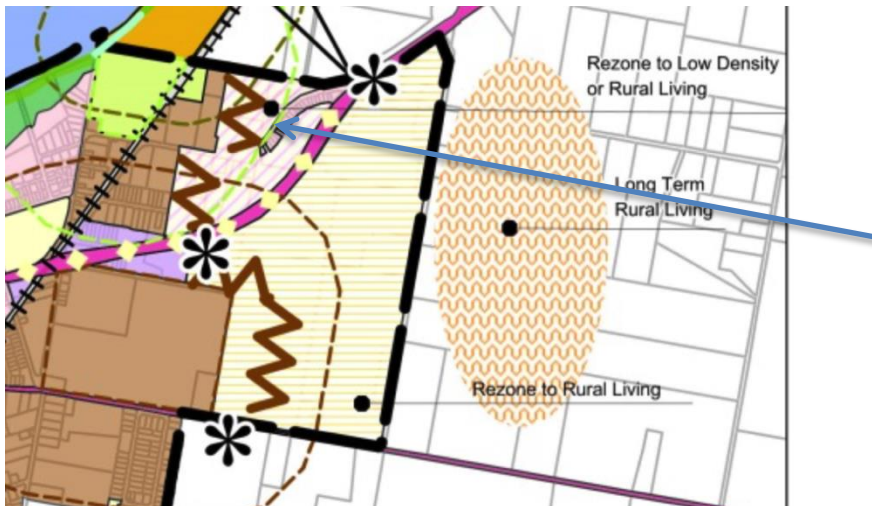 Rezone to Low Density
or Rural Living
Long Term
Rural Living
Rezone to Rural Living